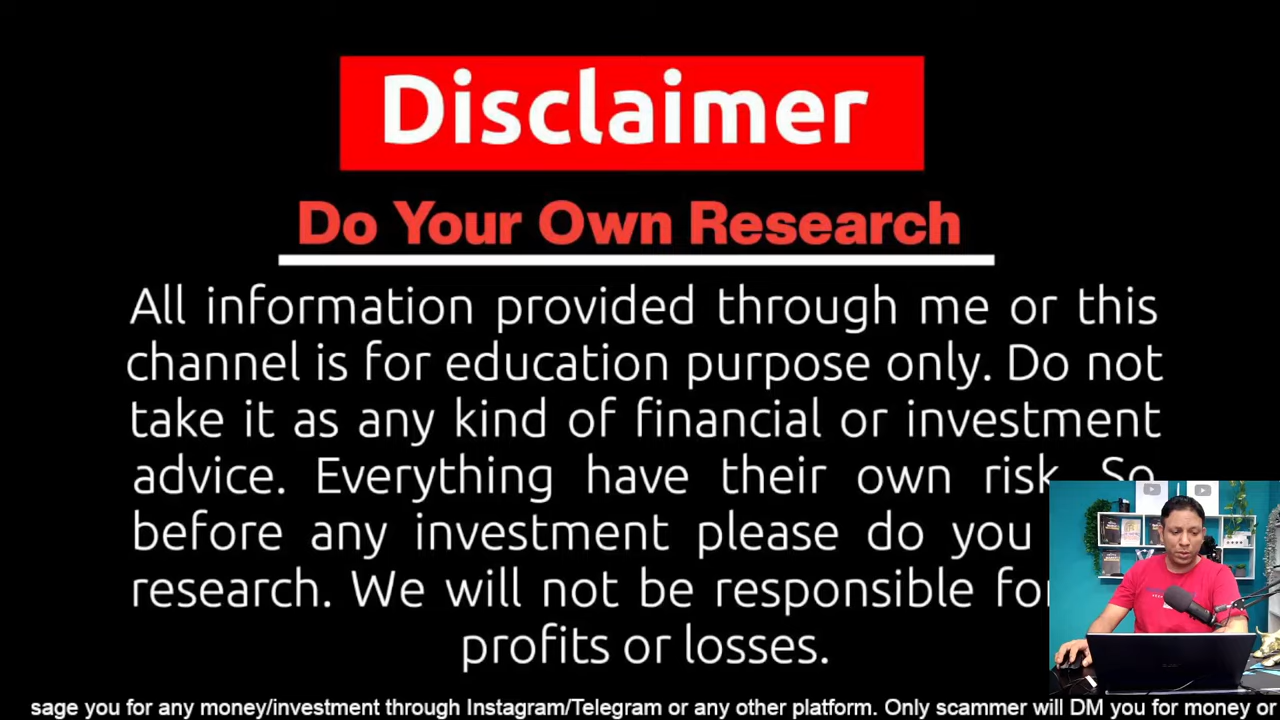 Disclaimer
Do Your Own Research
All information provided through me or this
channel is for education purpose only. Do not
take it as any kind of financial or investment
advice. Everything have their own risk. So
before any investment please do you
research. We will not be responsible for
profits or losses.
sage you for any money/investment through Instagram/Telegram or any other platform. Only scammer will DM you for money or